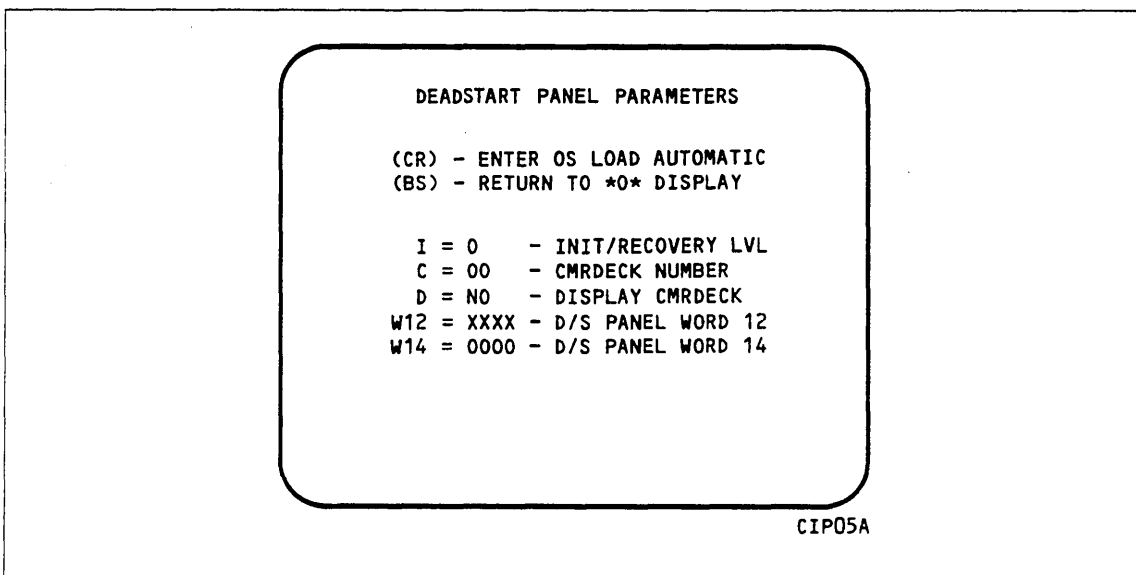 DEADSTART PANEL PARAMETERS
(CR) - ENTER OS LOAD AUTOMATIC
(BS) - RETURN TO *O* DISPLAY
I = 0 - INIT/RECOVERY LVL
C = 00 - CMRDECK NUMBER
D = NO - DISPLAY CMRDECK
W12 = XXXX - D/S PANEL WORD 12
W14 = 0000 - D/S PANEL WORD 14
CIP05A